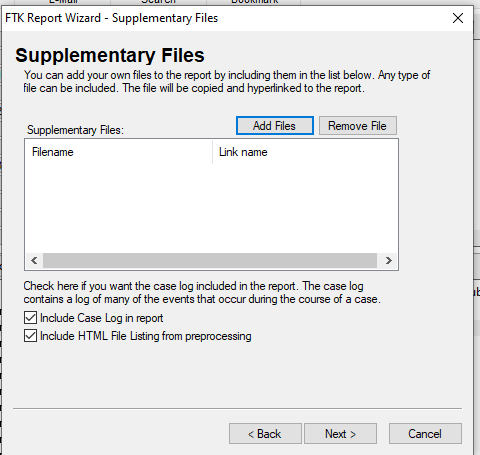 E-Mail Search Bookmark
FTK Report Wizard - Supplementary Files
Supplementary Files
You can add your own files to the report by including them in the list below. Any type of
file can be included. The file will be copied and hyperlinked to the report.
Supplementary Files: Add Files Remove File
Filename Link name
Check here if you want the case log included in the report. The case log
contains a log of many of the events that occur during the course of a case.
Include Case Log in report
Include HTML File Listing from preprocessing
< Back Next > Cancel